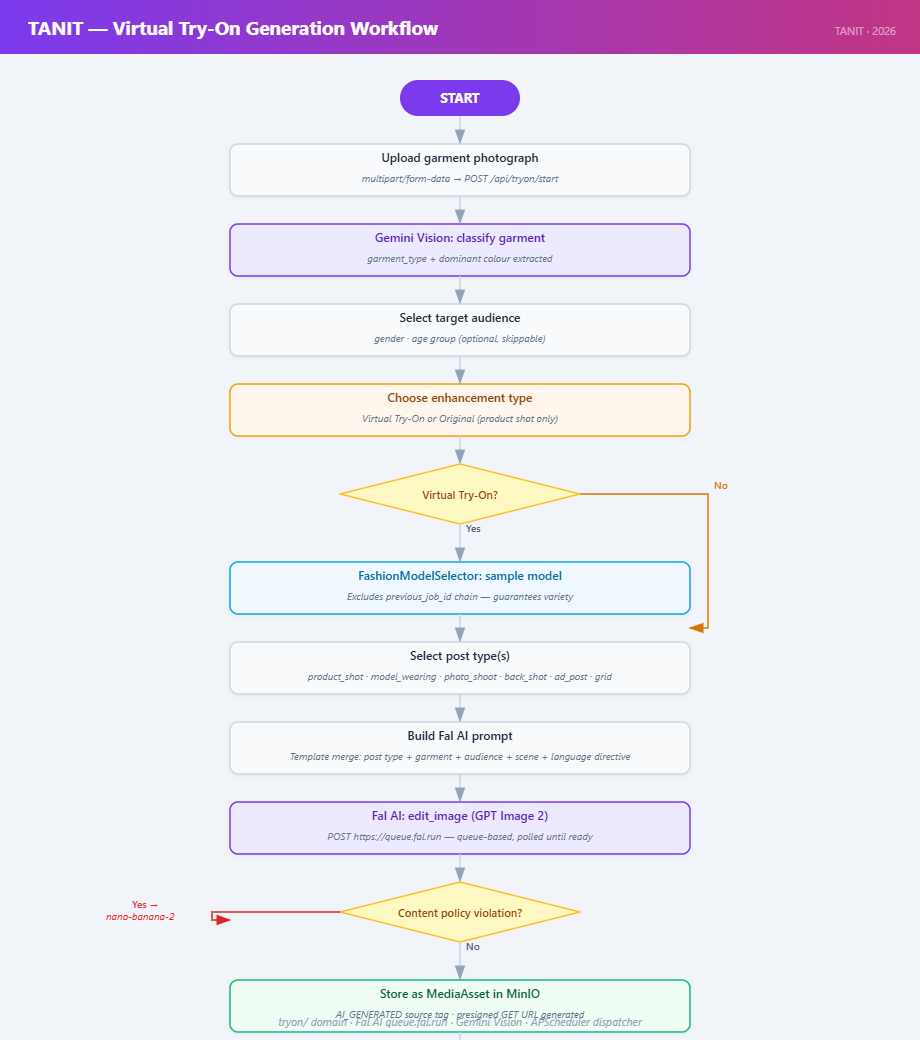 TANIT — Virtual Try-On Generation Workflow
TANIT · 2026
START
Upload garment photograph
multipart/form-data → POST /api/tryon/start
Gemini Vision: classify garment
garment_type + dominant colour extracted
Select target audience
gender · age group (optional, skippable)
Choose enhancement type
Virtual Try-On or Original (product shot only)
Virtual Try-On?
No
Yes
FashionModelSelector: sample model
Excludes previous_job_id chain — guarantees variety
Select post type(s)
product_shot · model_wearing · photo_shoot · back_shot · ad_post · grid
Build Fal AI prompt
Template merge: post type + garment + audience + scene + language directive
Fal AI: edit_image (GPT Image 2)
POST https://queue.fal.run — queue-based, polled until ready
Content policy violation?
Yes →
nano-banana-2
No
Store as MediaAsset in MinIO
AI_GENERATED source tag · presigned GET URL generated
tryon/ domain · Fal AI queue.fal.run · Gemini Vision · APScheduler dispatcher